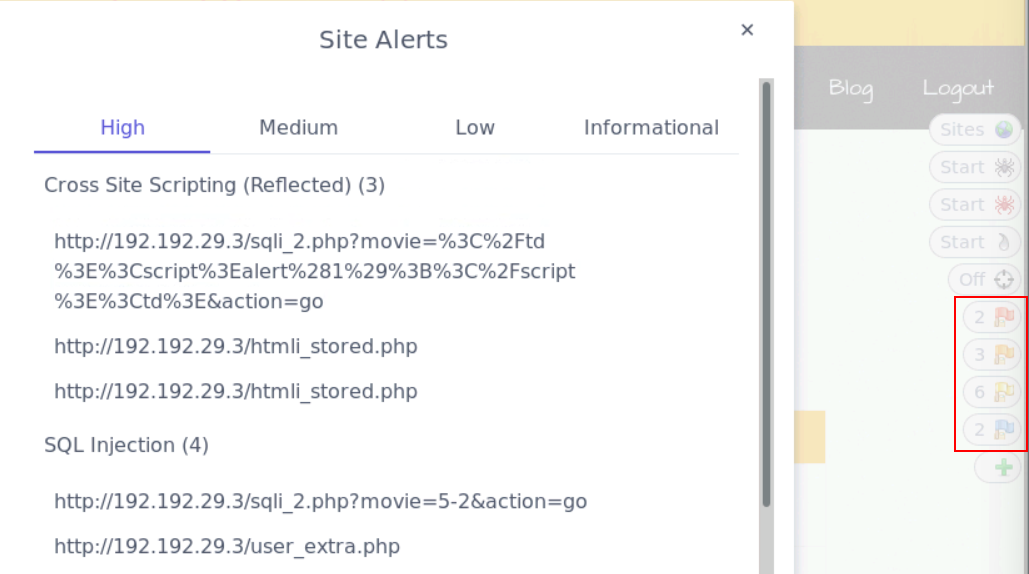 Site Alerts
×
Blog
Logout
High
Medium
Low
Informational
Sites
Start
Start
Start
Off
2
3
6
2
Cross Site Scripting (Reflected) (3)
http://192.192.29.3/sqli_2.php?movie=%3C%2Ftd
%3E%3Cscript%3Ealert%281%29%3B%3C%2Fscript
%3E%3Ctd%3E&action=go
http://192.192.29.3/htmli_stored.php
http://192.192.29.3/htmli_stored.php
SQL Injection (4)
http://192.192.29.3/sqli_2.php?movie=5-2&action=go
http://192.192.29.3/user_extra.php